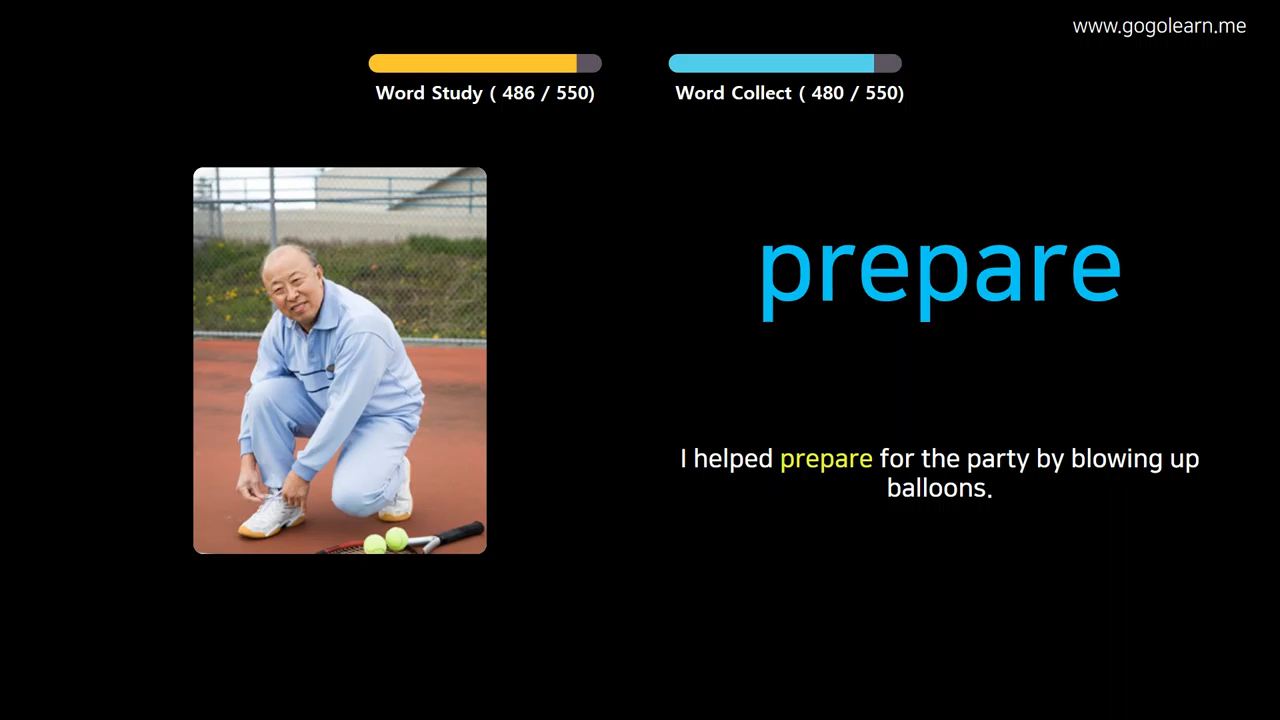 www.gogolearn.me
Word Study ( 486 / 550)
Word Collect ( 480 / 550)
prepare
I helped prepare for the party by blowing up
balloons.